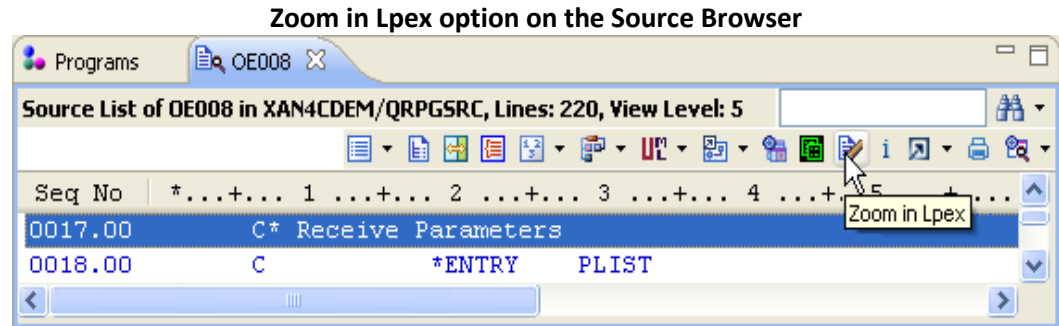 Zoom in Lpex option on the Source Browser
Programs OE008
Source List of OE008 in XAN4CDEM/QRPGSRC, Lines: 220, View Level: 5
Seq No *...+... 1 ...+... 2 ...+... 3 ...+... 4 ...+. 5 ...+...
Zoom in Lpex
0017.00 C* Receive Parameters
0018.00 C *ENTRY PLIST